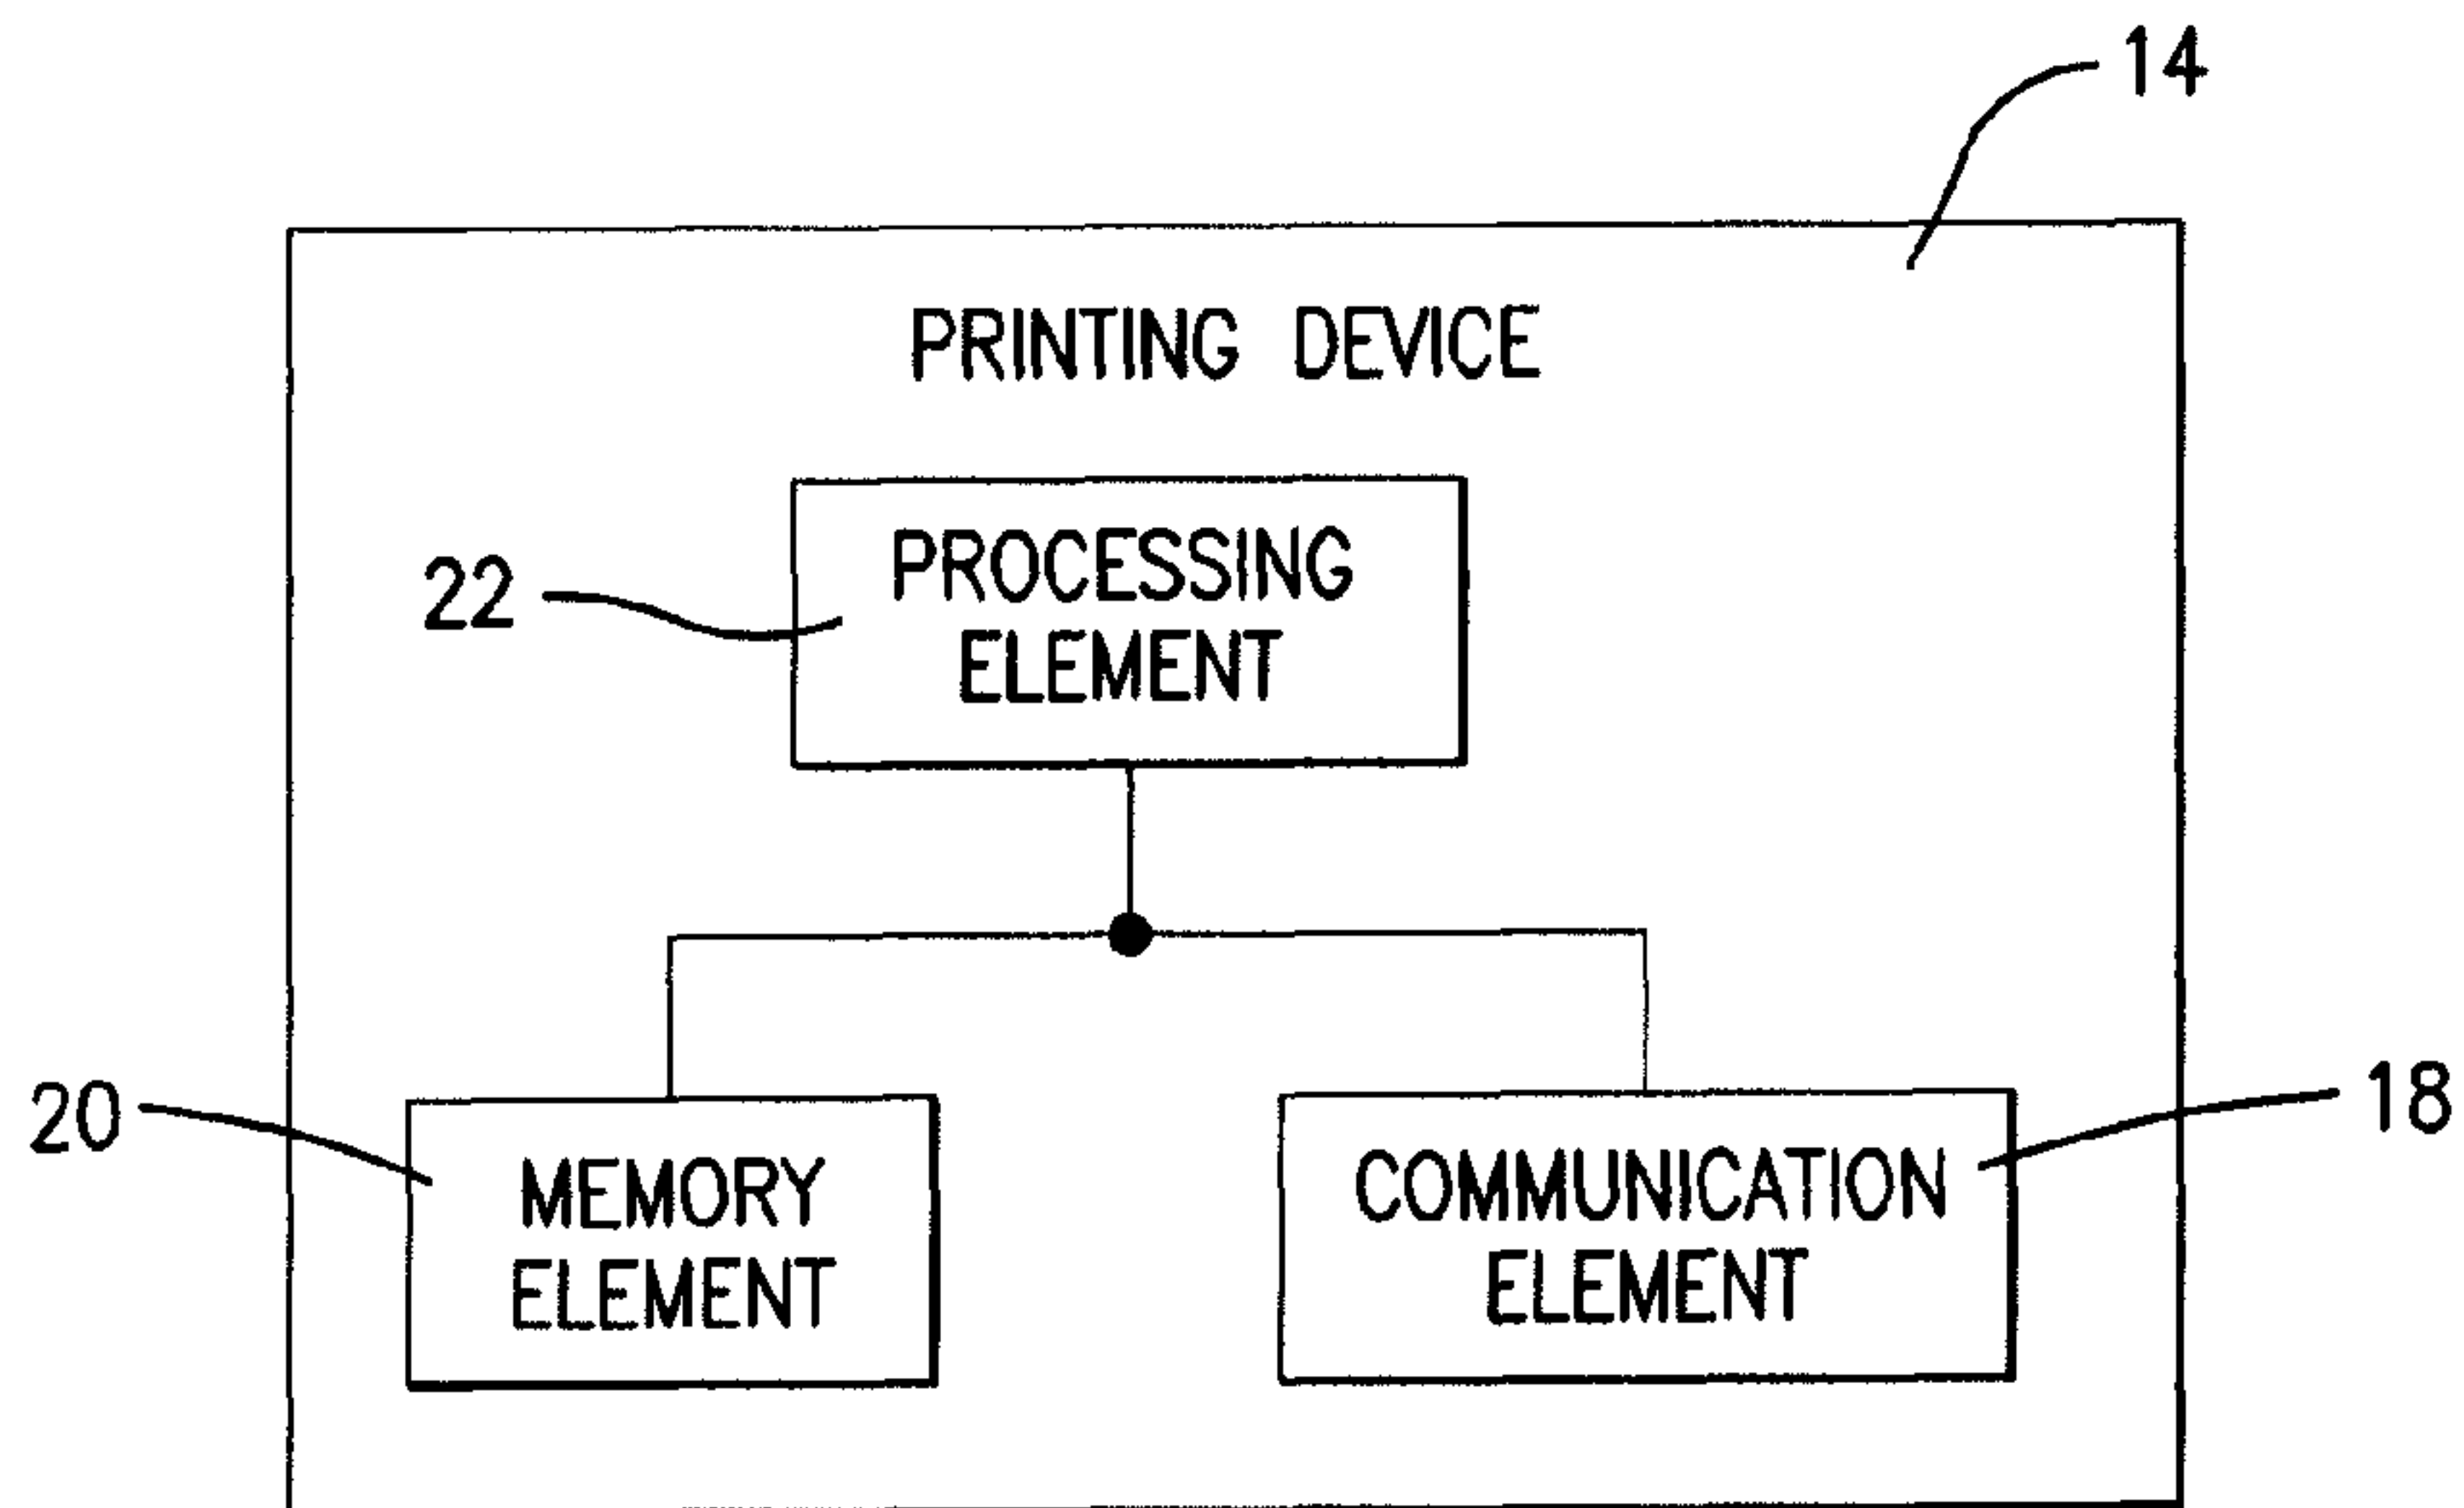 14
PRINTING DEVICE
22
PROCESSING
ELEMENT
20
18
MEMORY
ELEMENT
COMMUNICATION
ELEMENT